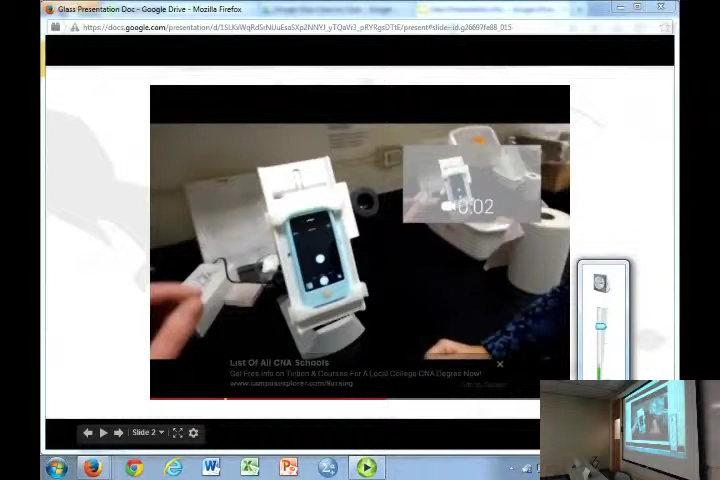 Glass Presentation Doc - Google Drive - Mozilla Firefox
0:02
List Of All CNA Schools
Get Free Info on Tuition & Courses For A Local College CNA Degree Now!
www.campusexplorer.com/Nursing
Slide 2